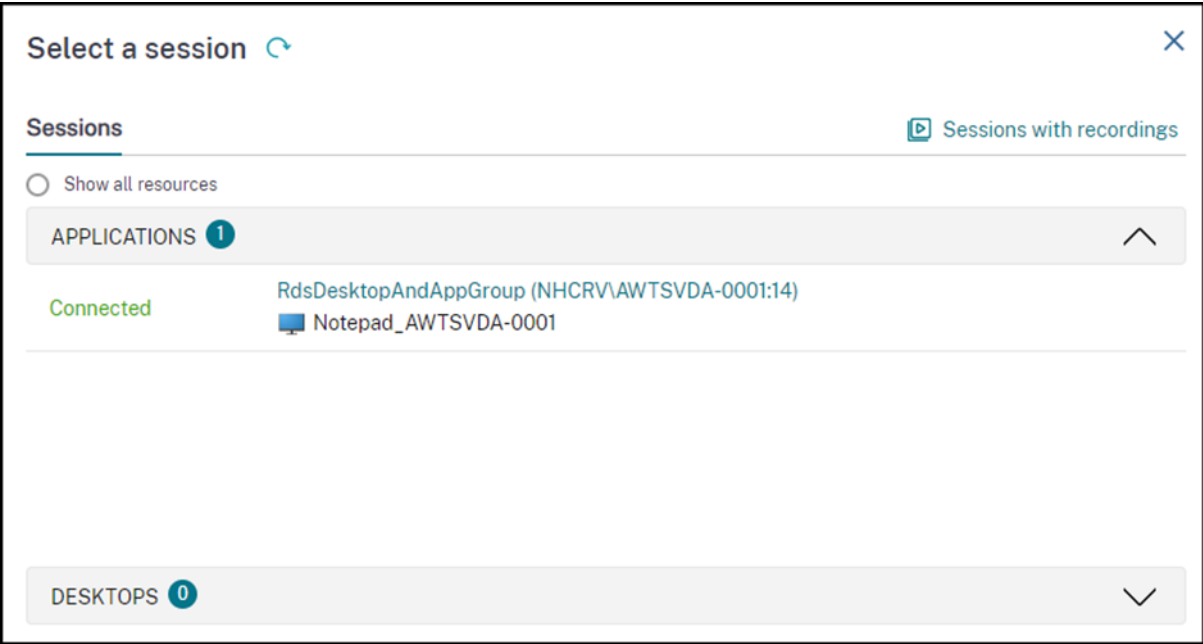 Select a session
Sessions
Sessions with recordings
Show all resources
APPLICATIONS 1
Connected
RdsDesktopAndAppGroup (NHCRV\AWTSVDA-0001:14)
Notepad_AWTSVDA-0001
DESKTOPS 0